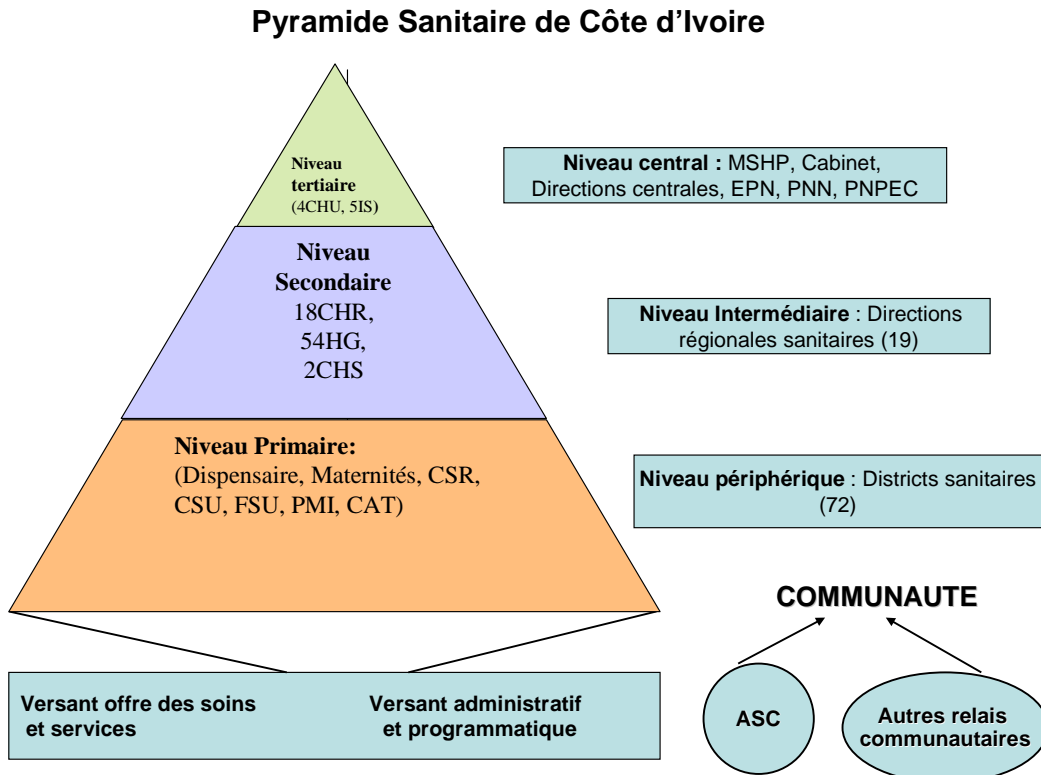 Pyramide Sanitaire de Côte d'Ivoire
Niveau
tertiaire
(4CHU, 5IS)
Niveau central : MSHP, Cabinet,
Directions centrales, EPN, PNN, PNPEC
Niveau
Secondaire
18CHR,
54HG,
2CHS
Niveau Intermédiaire : Directions
régionales sanitaires (19)
Niveau Primaire:
(Dispensaire, Maternités, CSR,
CSU, FSU, PMI, CAT)
Niveau périphérique : Districts sanitaires
(72)
COMMUNAUTE
Versant offre des soins
et services
Versant administratif
et programmatique
ASC
Autres relais
communautaires